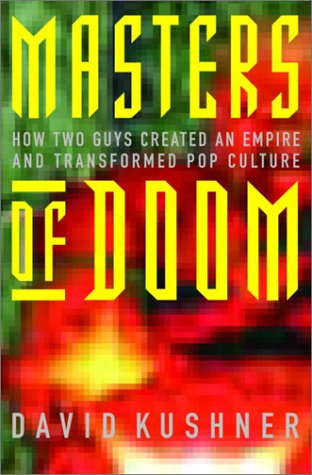 MASTERS
HOW TWO GUYS CREATED AN EMPIRE
AND TRANSFORMED POP CULTURE
OF DOOM
DAVID KUSHNER